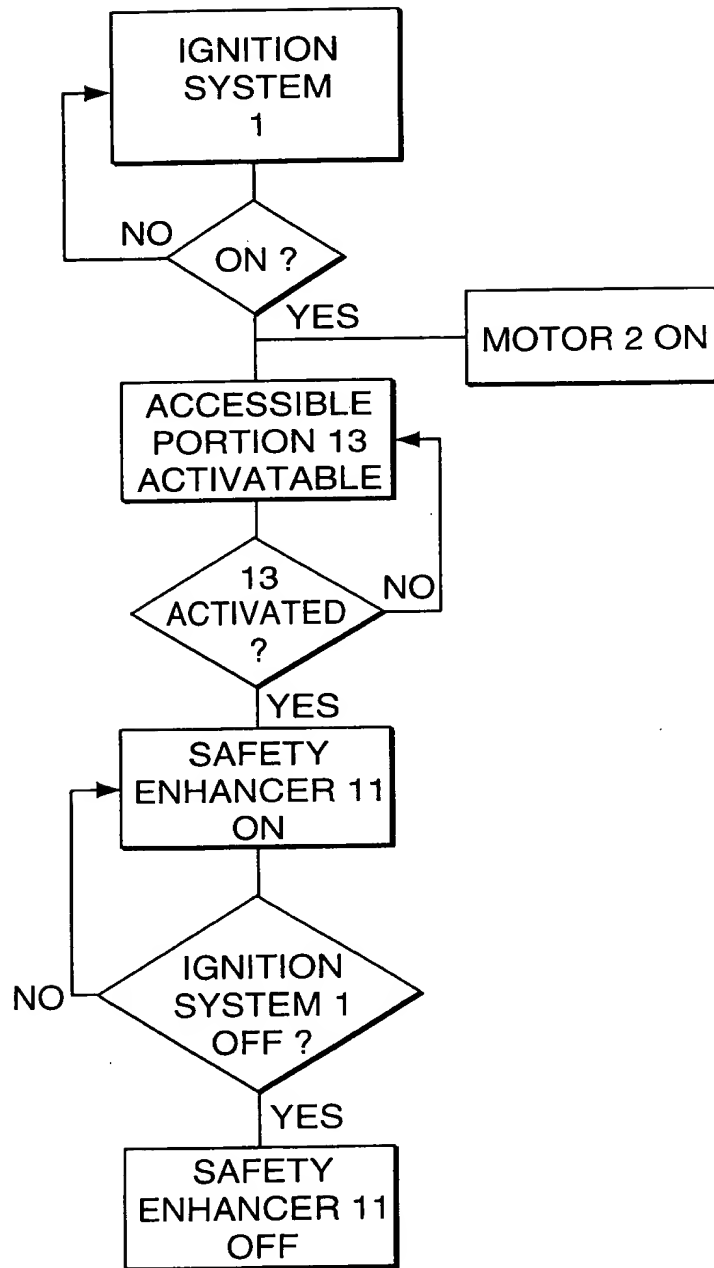 IGNITION
SYSTEM
1
NO
ON ?
YES
MOTOR 2 ON
ACCESSIBLE
PORTION 13
ACTIVATABLE
13
ACTIVATED
?
NO
YES
SAFETY
ENHANCER 11
ON
IGNITION
SYSTEM 1
OFF ?
NO
YES
SAFETY
ENHANCER 11
OFF